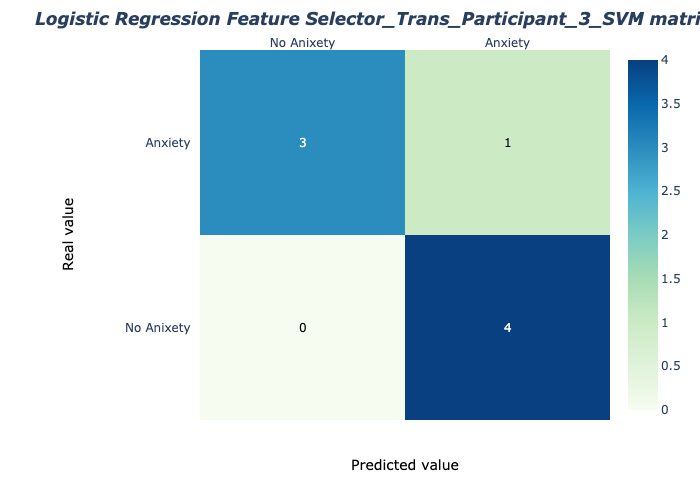 Logistic Regression Feature Selector_Trans_Participant_3_SVM matri
No Anixety Anxiety
4
3.5
Anxiety 3 1 3
2.5
Real value
2
1.5
1
No Anixety 0 4
0.5
0
Predicted value